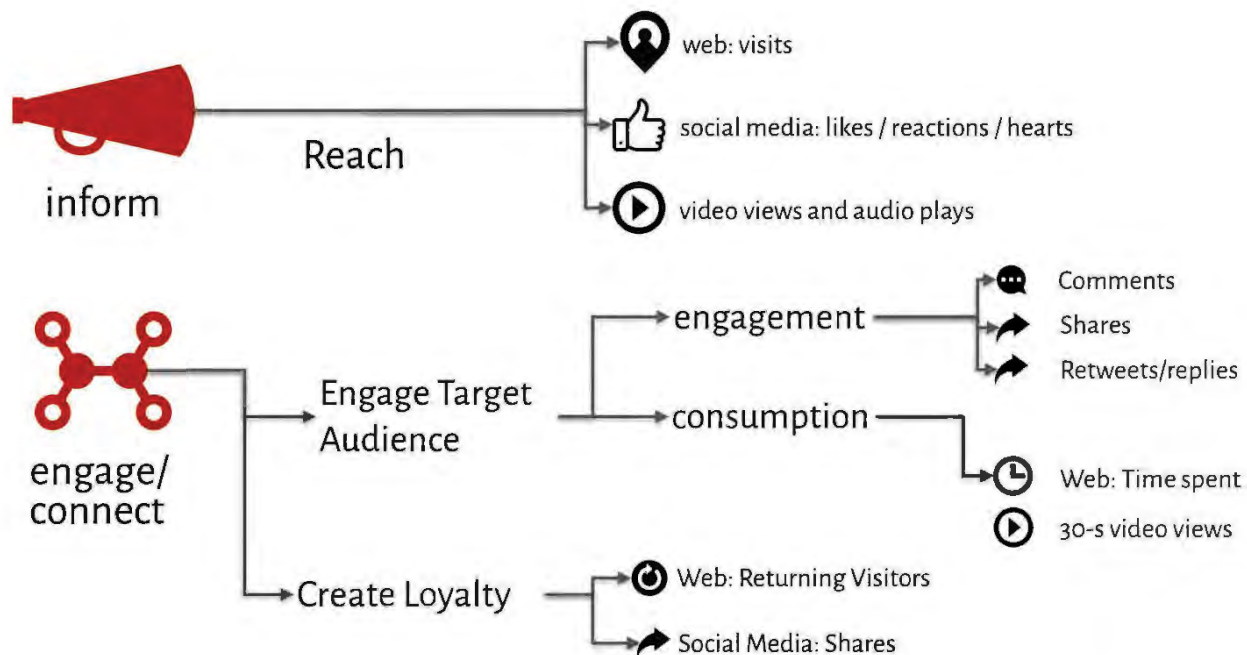 web: visits
social media: likes / reactions / hearts
Reach
inform
video views and audio plays
Comments
engagement
Shares
Retweets/replies
Engage Target
Audience
consumption
engage/
connect
Web: Time spent
30-s video views
Web: Returning Visitors
Create Loyalty
Social Media: Shares